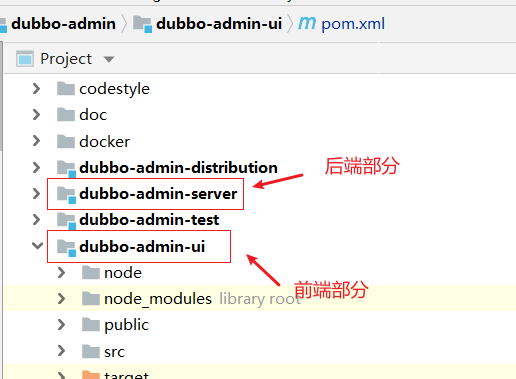 dubbo-admin dubbo-admin-ui pom.xml
Project
codestyle
doc
docker
dubbo-admin-distribution
后端部分
dubbo-admin-server
dubbo-admin-test
dubbo-admin-ui
node
前端部分
node_modules library root
public
src
target